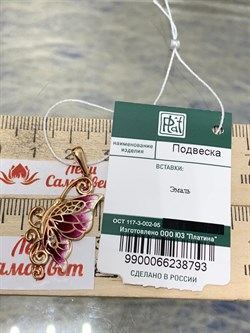 Plat
наименование
изделия
Подвеска
ВСТАВКИ:
Эмаль
ОСТ 117-3-002-95
Изготовлено ООО ЮЗ "Платина"
9900066238793
СДЕЛАНО В РОССИИ
Леди
Самоцвет
Леди
Самоцвет